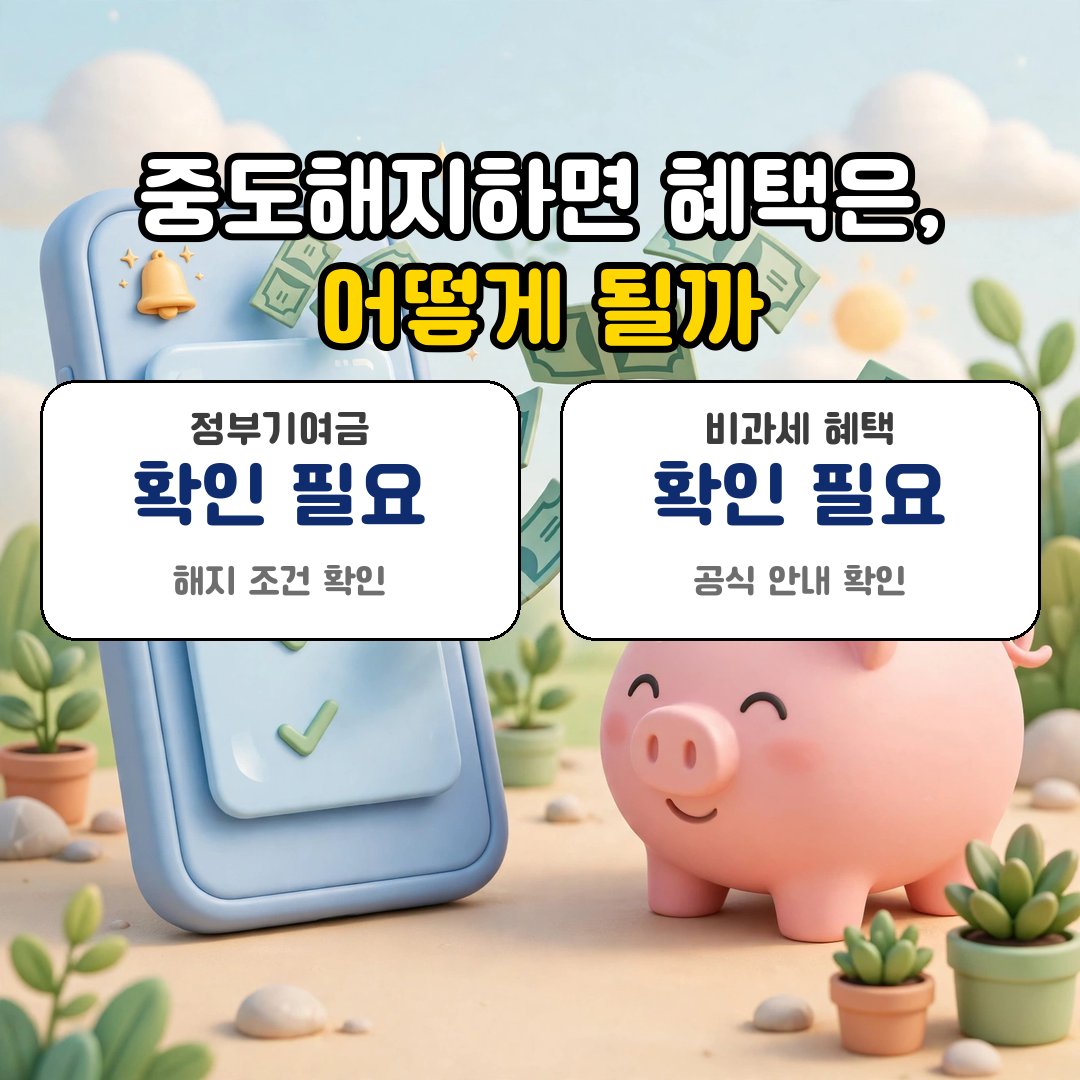 중도해지하면 혜택은,
어떻게 될까
정부기여금
확인 필요
해지 조건 확인
비과세 혜택
확인 필요
공식 안내 확인